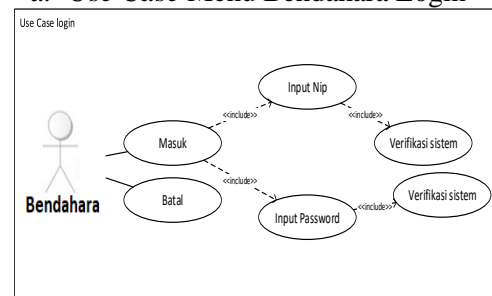 a. Use Case Menu Bendahara Login
Use Case login
Input Nip
<<include>>
<<include>>
Masuk
Verifikasi sistem
<<include>>
Verifikasi sistem
Bendahara
Batal
<<include>>
Input Password